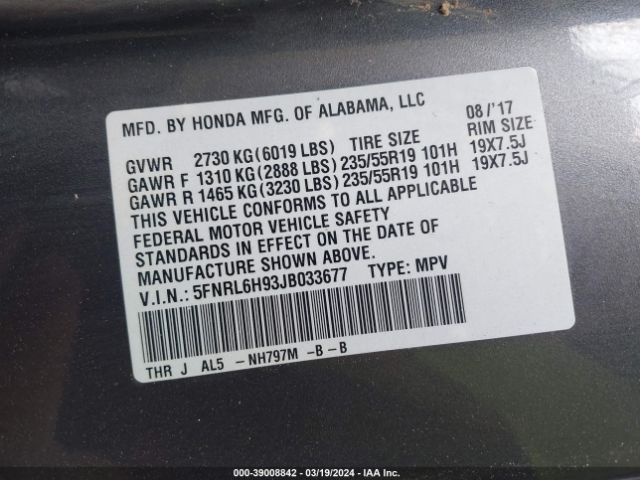 MFD. BY HONDA MFG. OF ALABAMA, LLC 08/'17
GVWR 2730 KG(6019 LBS) TIRE SIZE RIM SIZE
GAWR F 1310 KG(2888 LBS) 235/55R19 101H 19X7.5J
GAWR R 1465 KG(3230 LBS) 235/55R19 101H 19X7.5J
THIS VEHICLE CONFORMS TO ALL APPLICABLE
FEDERAL MOTOR VEHICLE SAFETY
STANDARDS IN EFFECT ON THE DATE OF
MANUFACTURE SHOWN ABOVE.
V.I.N.: 5FNRL6H93JB033677 TYPE: MPV
THR J AL5 -NH797M -B-B
000-39008842 / 03/19/2024 - IAA Inc.